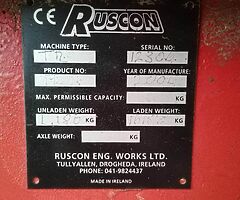 CE RUSCON
MACHINE TYPE: SERIAL NO:
PRODUCT NO: YEAR OF MANUFACTURE:
MAX. PERMISSIBLE CAPACITY: KG
UNLADEN WEIGHT: LADEN WEIGHT:
KG KG
AXLE WEIGHT: KG
RUSCON ENG. WORKS LTD.
TULLYALLEN, DROGHEDA, IRELAND
PHONE: 041-9824437
MADE IN IRELAND